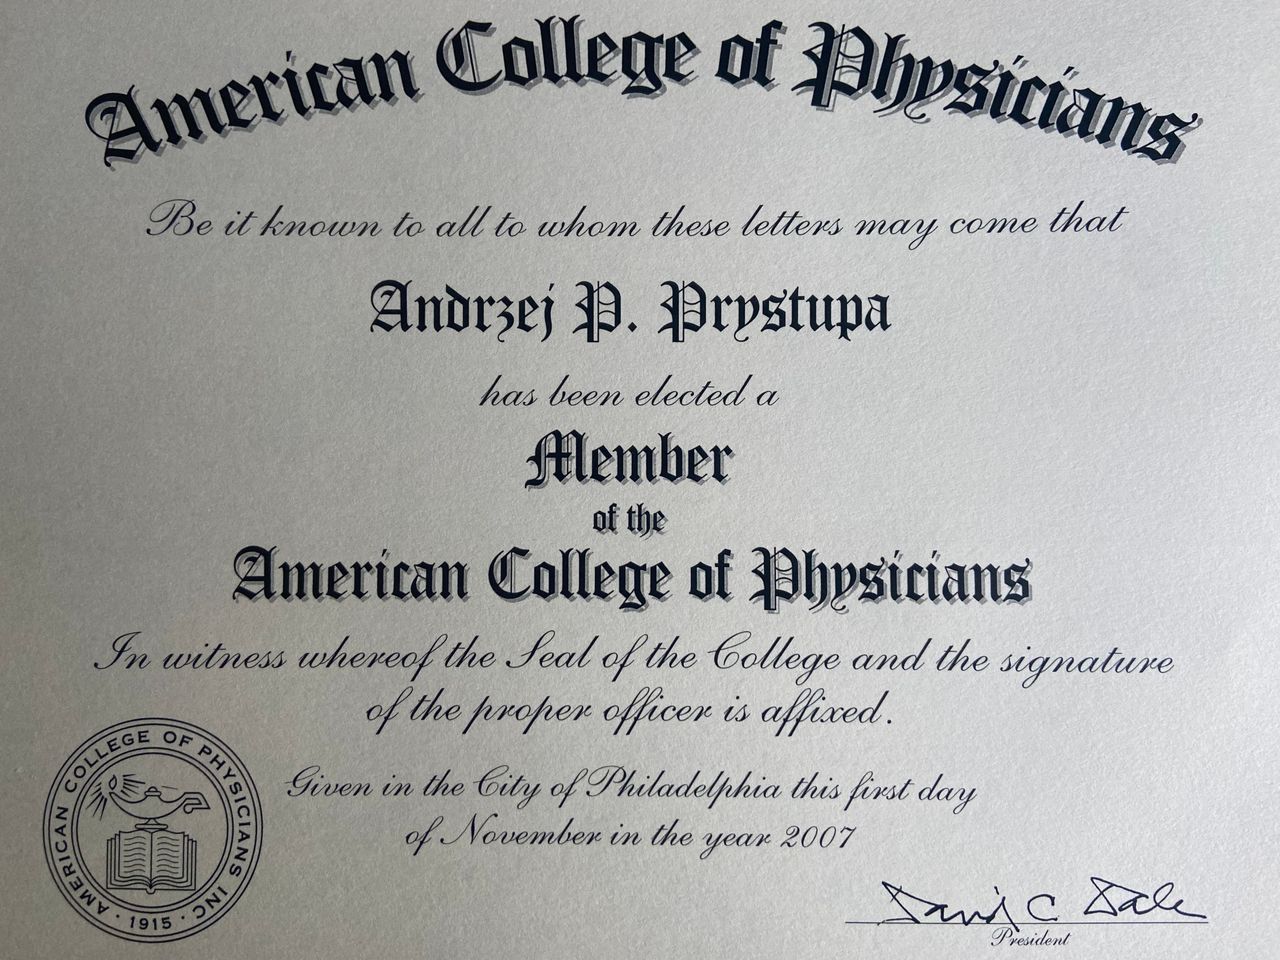 American College of Physicians
Be it known to all to whom these letters may come that
Andrzej P. Prystupa
has been elected a
Member
of the
American College of Physicians
In witness whereof the Seal of the College and the signature
of the proper officer is affixed.
Given in the City of Philadelphia this first day
of November in the year 2007
AMERICAN COLLEGE OF PHYSICIANS INC
· 1915 ·
David C. Dale
President